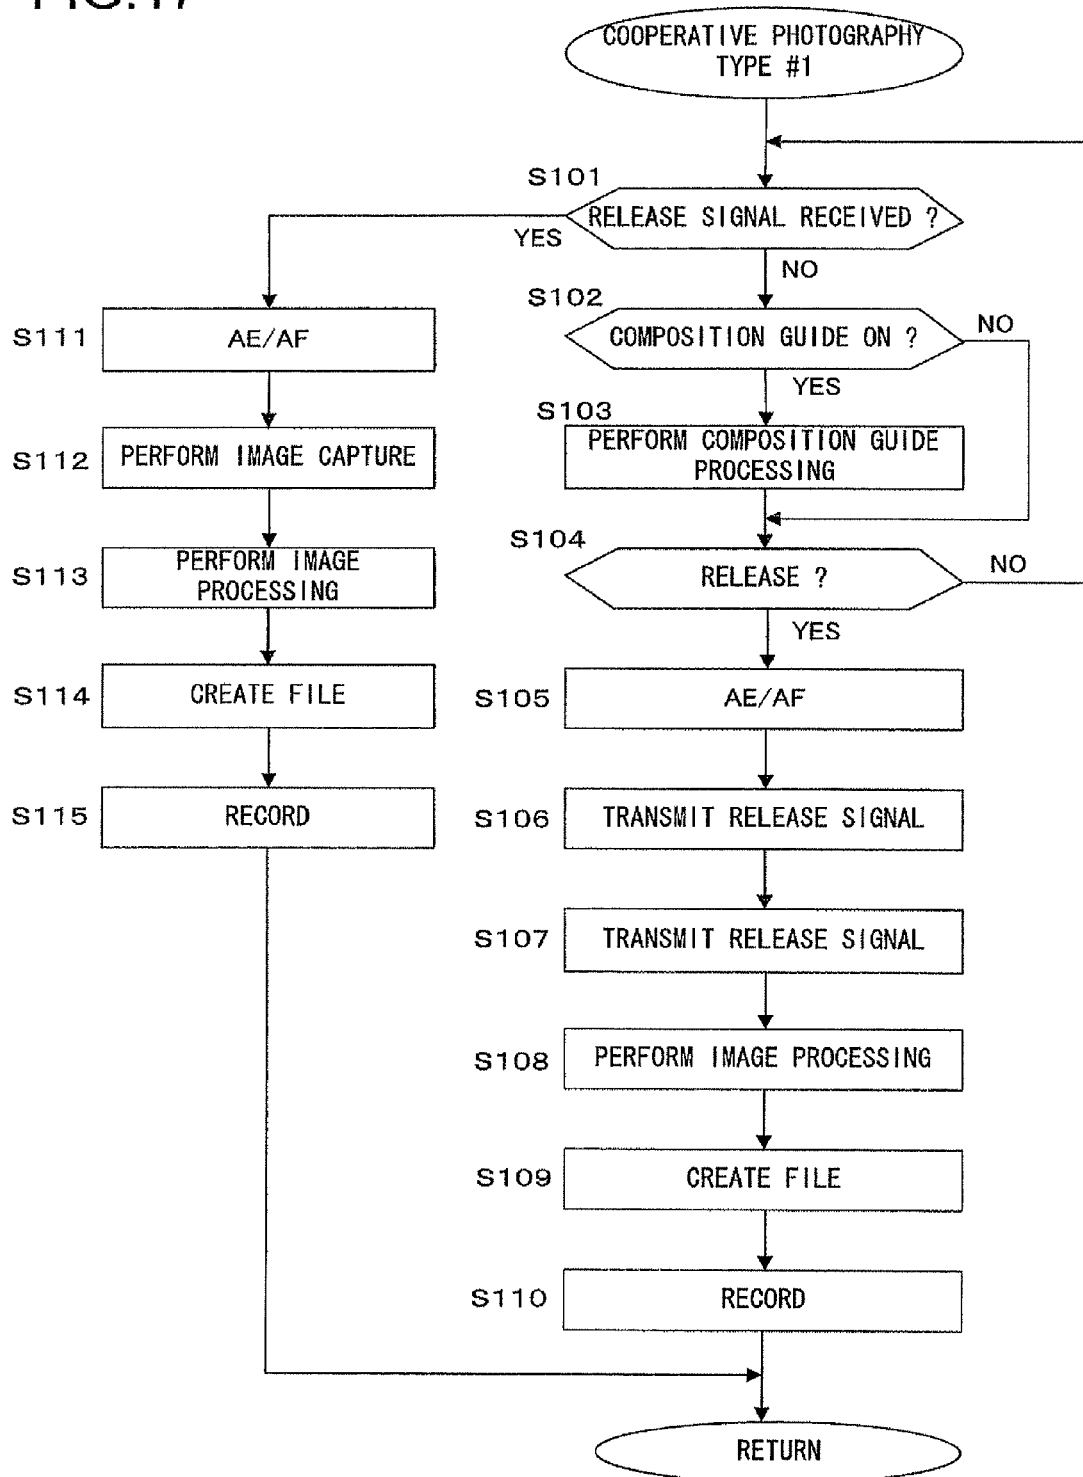 FIG.17
COOPERATIVE PHOTOGRAPHY
TYPE #1
S101
RELEASE SIGNAL RECEIVED ?
YES
NO
S102
COMPOSITION GUIDE ON ?
NO
YES
S103
PERFORM COMPOSITION GUIDE
PROCESSING
S104
RELEASE ?
NO
YES
S105
AE/AF
S106
TRANSMIT RELEASE SIGNAL
S107
TRANSMIT RELEASE SIGNAL
S108
PERFORM IMAGE PROCESSING
S109
CREATE FILE
S110
RECORD
S111
AE/AF
S112
PERFORM IMAGE CAPTURE
S113
PERFORM IMAGE
PROCESSING
S114
CREATE FILE
S115
RECORD
RETURN